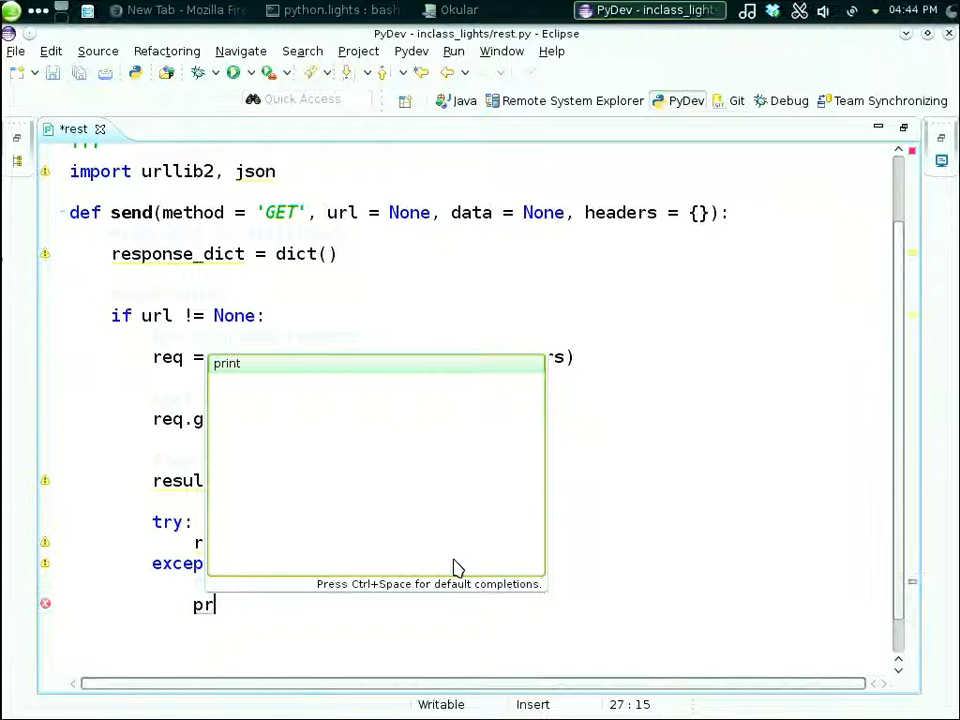 New Tab - Mozilla Fire
python.lights : bash
Okular
PyDev - inclass_lights
04:44 PM
PyDev - inclass_lights/rest.py - Eclipse
File Edit Source Refactoring Navigate Search Project Pydev Run Window Help
Quick Access
Java Remote System Explorer PyDev Git Debug Team Synchronizing
*rest
'''
import urllib2, json
def send(method = 'GET', url = None, data = None, headers = {}):
response_dict = dict()
if url != None:
req = rs)
print
req.g
resul
try:
r
excep
Press Ctrl+Space for default completions.
pr
Writable Insert 27 : 15